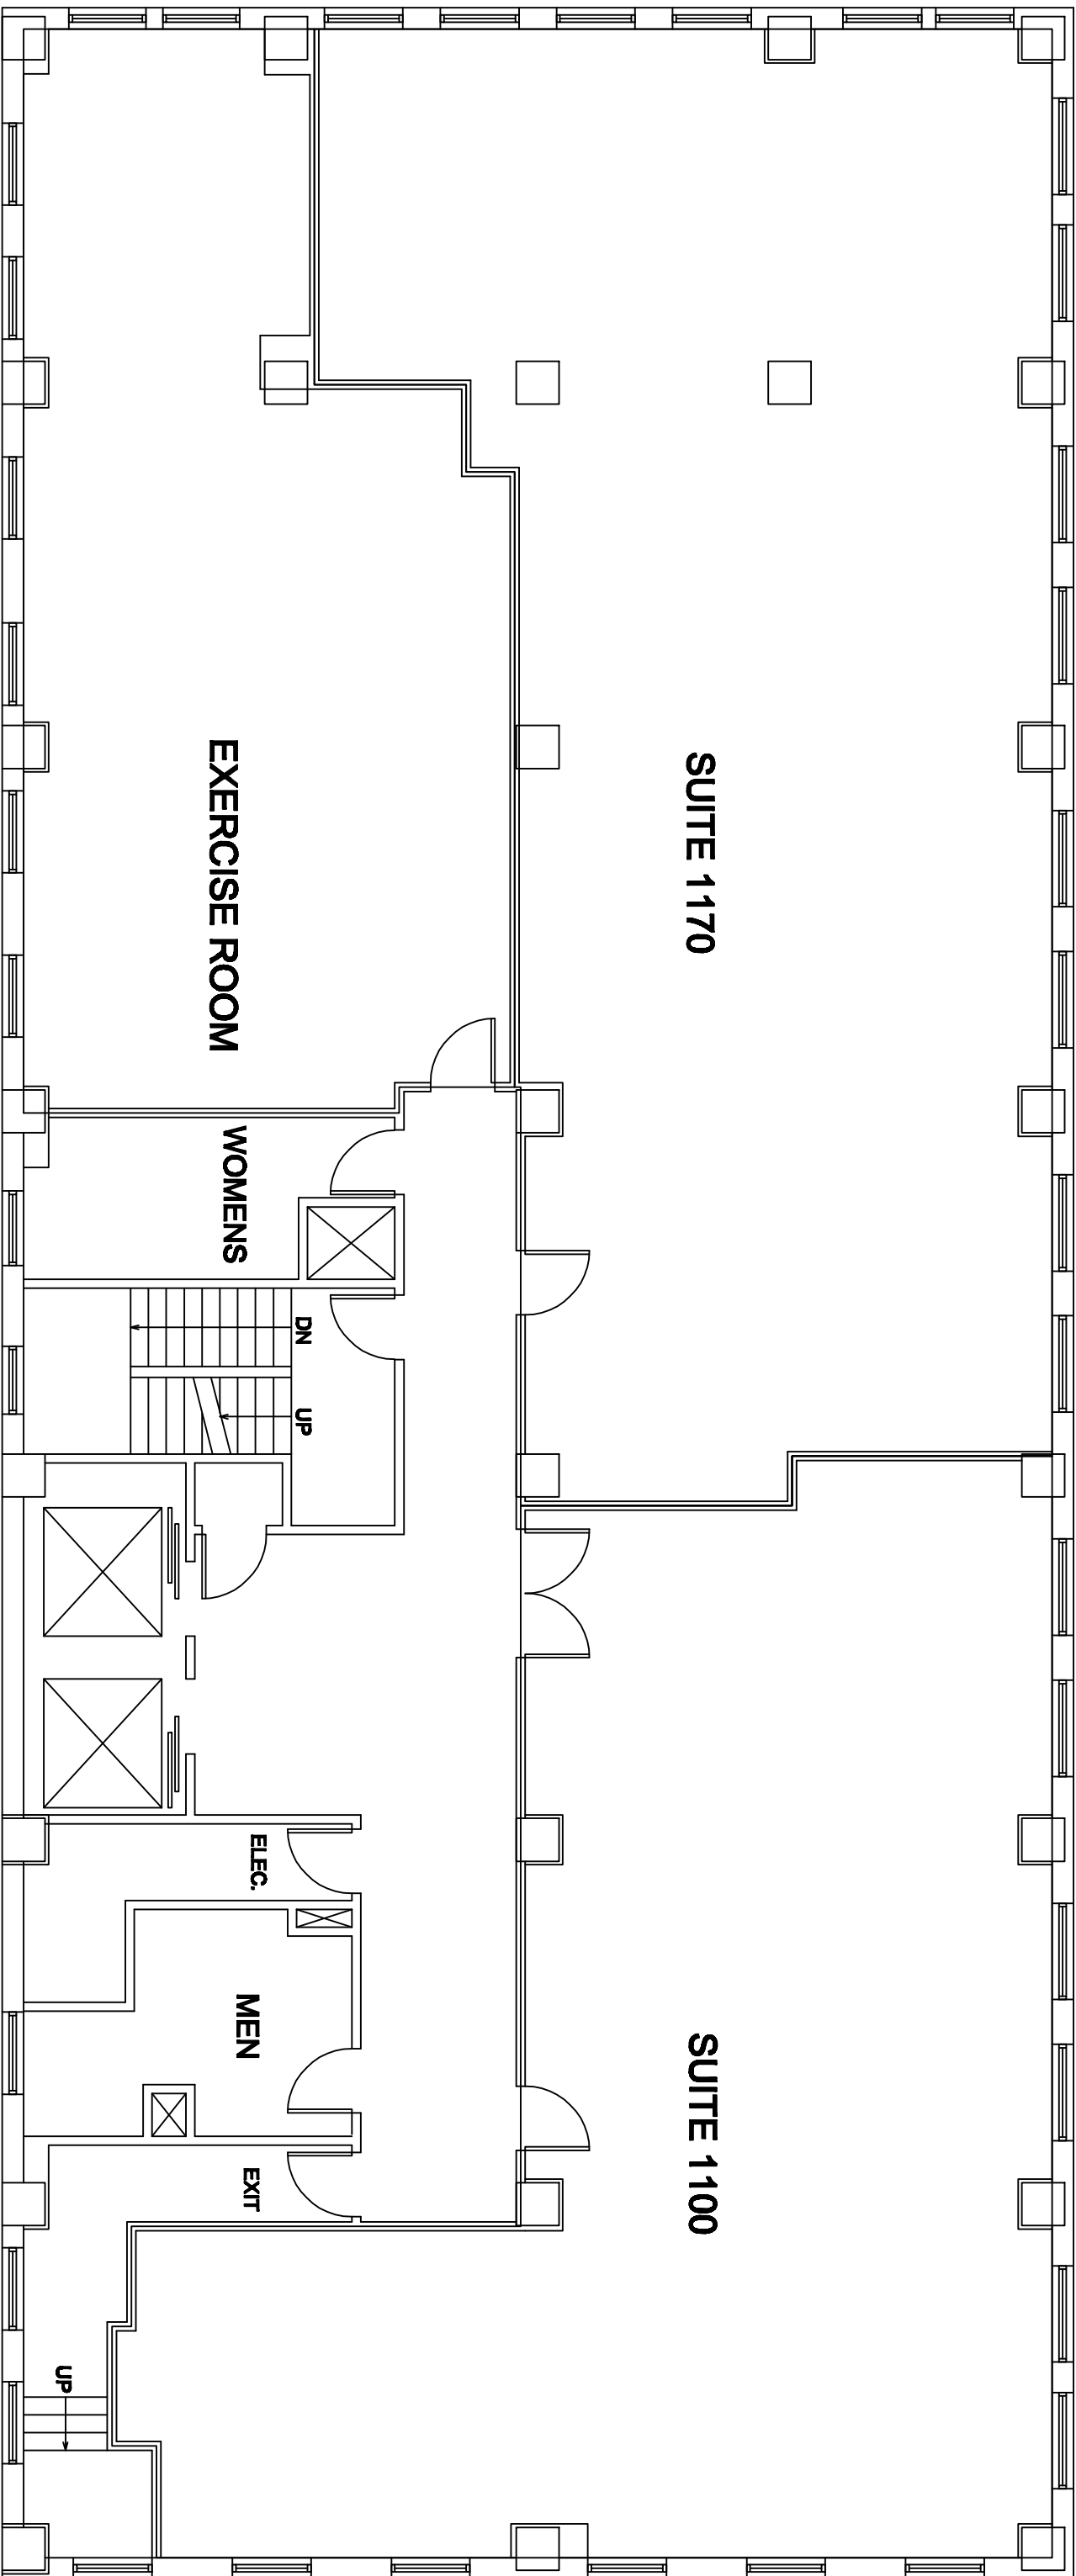 SUITE 1170
EXERCISE ROOM
WOMENS
DN
UP
ELEC.
MEN
SUITE 1100
EXIT
UP